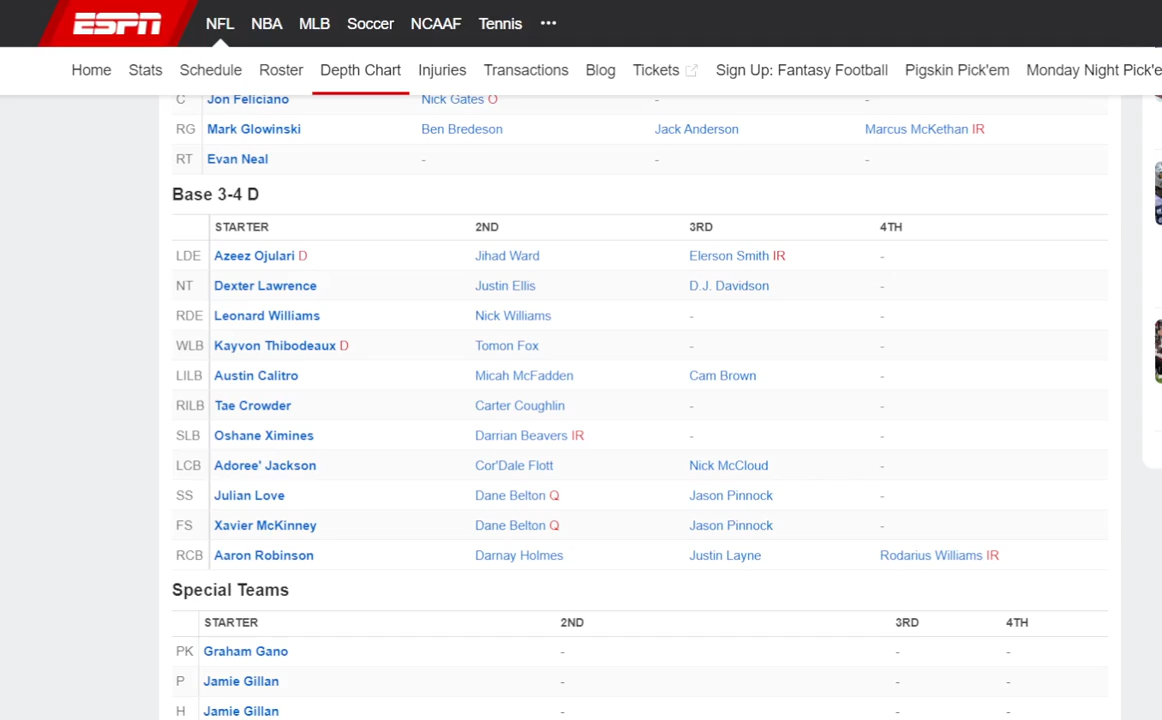 ESPN NFL NBA MLB Soccer NCAAF Tennis •••
Home Stats Schedule Roster Depth Chart Injuries Transactions Blog Tickets Sign Up: Fantasy Football Pigskin Pick'em Monday Night Pick'e
C Jon Feliciano Nick Gates O - -
RG Mark Glowinski Ben Bredeson Jack Anderson Marcus McKethan IR
RT Evan Neal - - -
Base 3-4 D
STARTER 2ND 3RD 4TH
LDE Azeez Ojulari D Jihad Ward Elerson Smith IR -
NT Dexter Lawrence Justin Ellis D.J. Davidson -
RDE Leonard Williams Nick Williams - -
WLB Kayvon Thibodeaux D Tomon Fox - -
LILB Austin Calitro Micah McFadden Cam Brown -
RILB Tae Crowder Carter Coughlin - -
SLB Oshane Ximines Darrian Beavers IR - -
LCB Adoree' Jackson Cor'Dale Flott Nick McCloud -
SS Julian Love Dane Belton Q Jason Pinnock -
FS Xavier McKinney Dane Belton Q Jason Pinnock -
RCB Aaron Robinson Darnay Holmes Justin Layne Rodarius Williams IR
Special Teams
STARTER 2ND 3RD 4TH
PK Graham Gano - - -
P Jamie Gillan - - -
H Jamie Gillan - - -